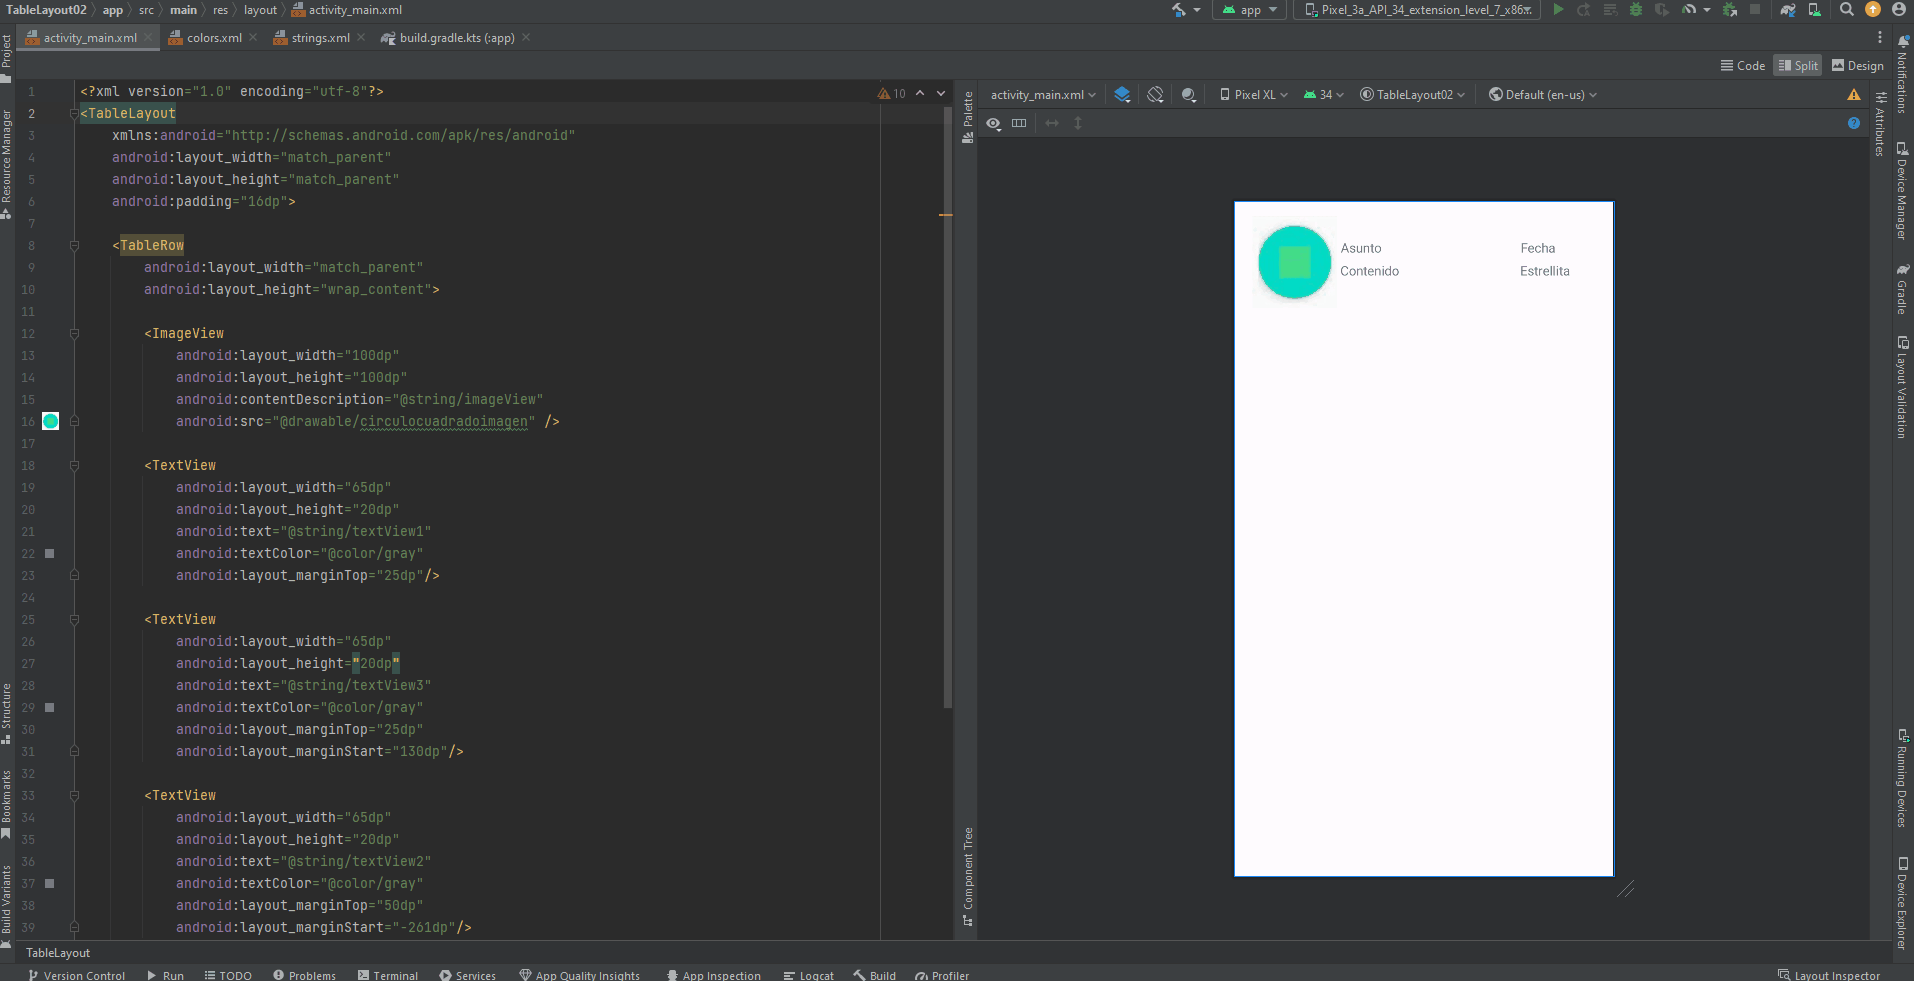 TableLayout02 app src main res layout activity_main.xml
app Pixel_3a_API_34_extension_level_7_x86
activity_main.xml colors.xml strings.xml build.gradle.kts (:app)
Code Split Design
Project
Resource Manager
Structure
Bookmarks
Build Variants
1 <?xml version="1.0" encoding="utf-8"?>
10
2 <TableLayout
3 xmlns:android="http://schemas.android.com/apk/res/android"
4 android:layout_width="match_parent"
5 android:layout_height="match_parent"
6 android:padding="16dp">
7
8 <TableRow
9 android:layout_width="match_parent"
10 android:layout_height="wrap_content">
11
12 <ImageView
13 android:layout_width="100dp"
14 android:layout_height="100dp"
15 android:contentDescription="@string/imageView"
16 android:src="@drawable/circulocuadradoimagen" />
17
18 <TextView
19 android:layout_width="65dp"
20 android:layout_height="20dp"
21 android:text="@string/textView1"
22 android:textColor="@color/gray"
23 android:layout_marginTop="25dp"/>
24
25 <TextView
26 android:layout_width="65dp"
27 android:layout_height="20dp"
28 android:text="@string/textView3"
29 android:textColor="@color/gray"
30 android:layout_marginTop="25dp"
31 android:layout_marginStart="130dp"/>
32
33 <TextView
34 android:layout_width="65dp"
35 android:layout_height="20dp"
36 android:text="@string/textView2"
37 android:textColor="@color/gray"
38 android:layout_marginTop="50dp"
39 android:layout_marginStart="-261dp"/>
Palette
Component Tree
activity_main.xml Pixel XL 34 TableLayout02 Default (en-us)
Asunto Fecha
Contenido Estrellita
Attributes
Notifications
Device Manager
Gradle
Layout Validation
Running Devices
Device Explorer
TableLayout
Version Control Run TODO Problems Terminal Services App Quality Insights App Inspection Logcat Build Profiler Layout Inspector